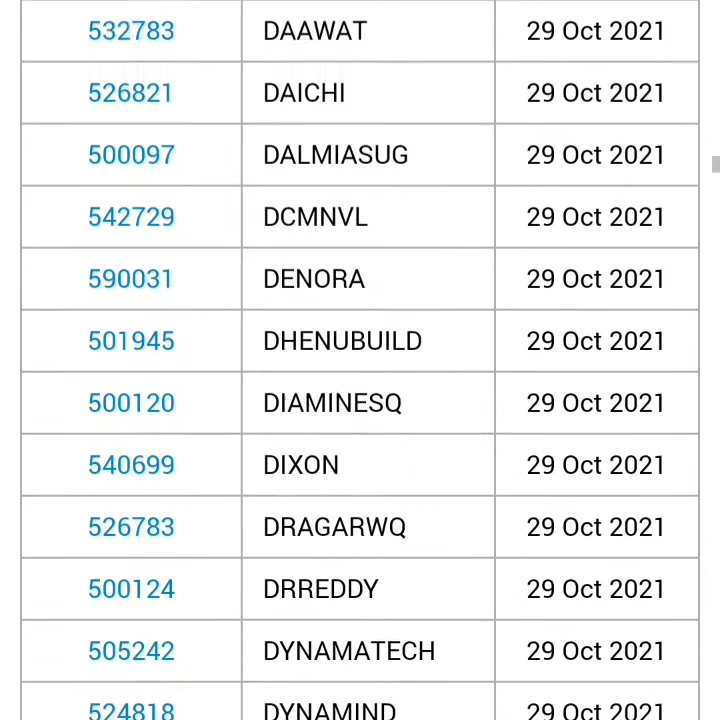 532783 DAAWAT 29 Oct 2021
526821 DAICHI 29 Oct 2021
500097 DALMIASUG 29 Oct 2021
542729 DCMNVL 29 Oct 2021
590031 DENORA 29 Oct 2021
501945 DHENUBUILD 29 Oct 2021
500120 DIAMINESQ 29 Oct 2021
540699 DIXON 29 Oct 2021
526783 DRAGARWQ 29 Oct 2021
500124 DRREDDY 29 Oct 2021
505242 DYNAMATECH 29 Oct 2021
524818 DYNAMIND 29 Oct 2021